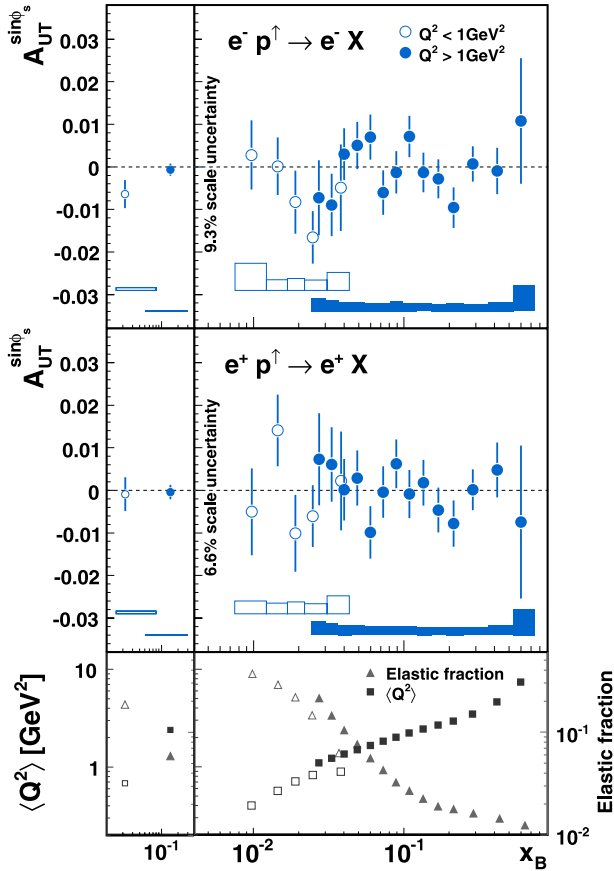 A_UT^sinϕ_s
0.03
0.02
0.01
0
-0.01
-0.02
-0.03
e⁻ p^↑ → e⁻ X
Q² < 1GeV²
Q² > 1GeV²
9.3% scale uncertainty
A_UT^sinϕ_s
0.03
0.02
0.01
0
-0.01
-0.02
-0.03
e⁺ p^↑ → e⁺ X
6.6% scale uncertainty
⟨Q²⟩ [GeV²]
10
1
Elastic fraction
⟨Q²⟩
10⁻¹
10⁻²
Elastic fraction
10⁻¹
10⁻²
10⁻¹
x_B